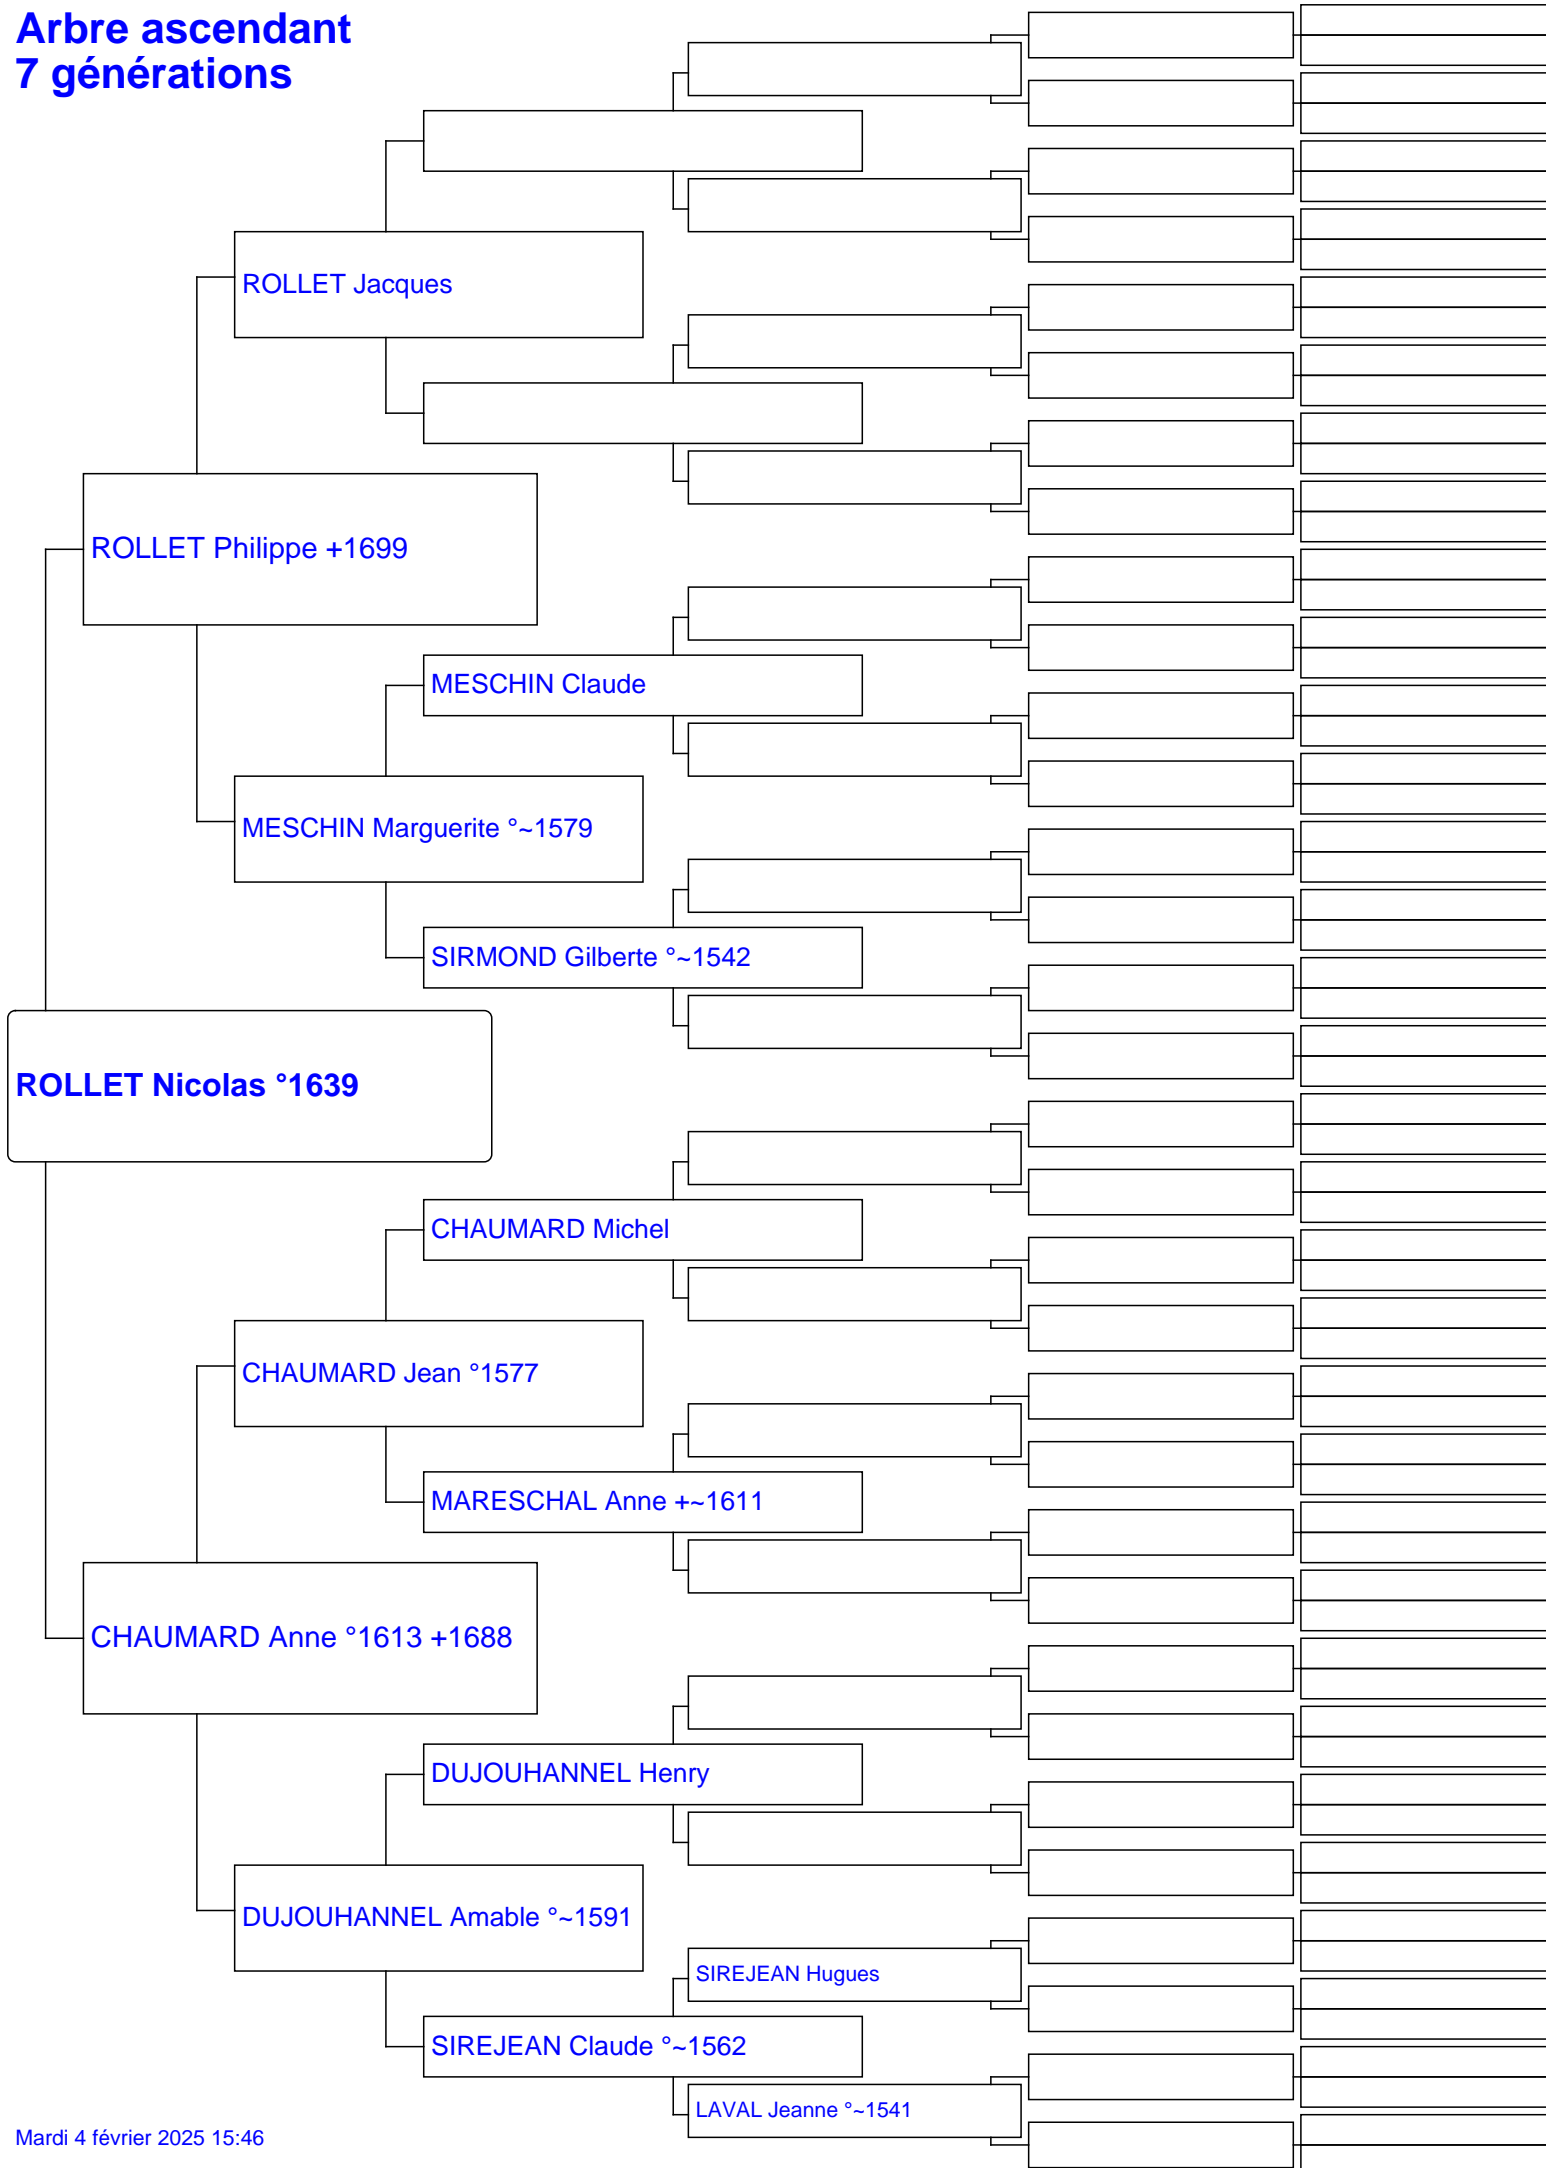 Arbre ascendant
7 générations
ROLLET Jacques
ROLLET Philippe +1699
MESCHIN Claude
MESCHIN Marguerite °~1579
SIRMOND Gilberte °~1542
ROLLET Nicolas °1639
CHAUMARD Michel
CHAUMARD Jean °1577
MARESCHAL Anne +~1611
CHAUMARD Anne °1613 +1688
DUJOUHANNEL Henry
DUJOUHANNEL Amable °~1591
SIREJEAN Hugues
SIREJEAN Claude °~1562
LAVAL Jeanne °~1541
Mardi 4 février 2025 15:46